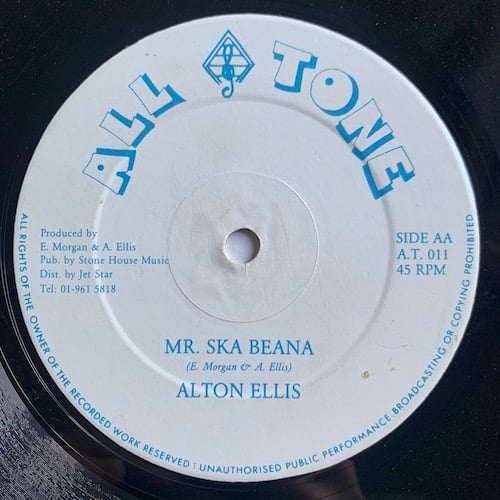 ALL TONE
Produced by
E. Morgan & A. Ellis
Pub. by Stone House Music
Dist. by Jet Star
Tel: 01-961 5818
SIDE AA
A.T. 011
45 RPM
MR. SKA BEANA
(E. Morgan & A. Ellis)
ALTON ELLIS
ALL RIGHTS OF THE OWNER OF THE RECORDED WORK RESERVED : UNAUTHORISED PUBLIC PERFORMANCE, BROADCASTING OR COPYING PROHIBITED